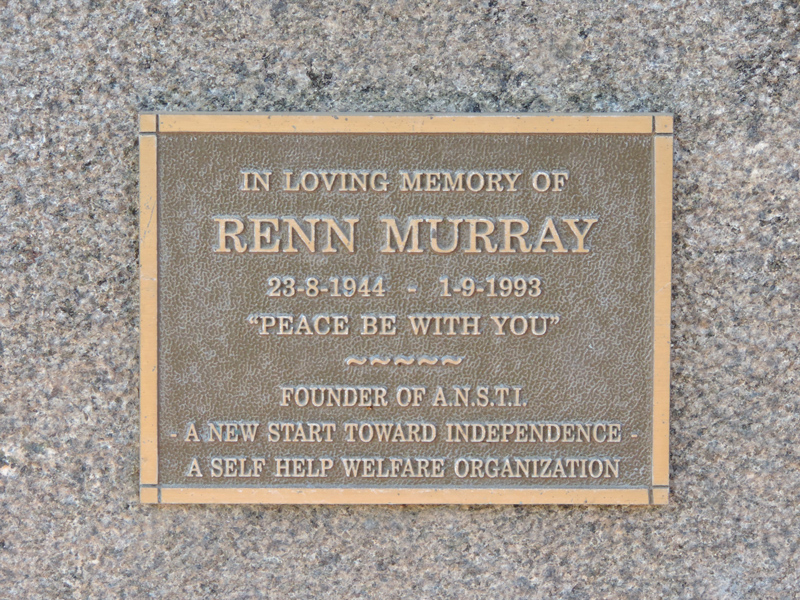 IN LOVING MEMORY OF
RENN MURRAY
23-8-1944 - 1-9-1993
"PEACE BE WITH YOU"
~~~~~
FOUNDER OF A.N.S.T.I.
- A NEW START TOWARD INDEPENDENCE -
A SELF HELP WELFARE ORGANIZATION